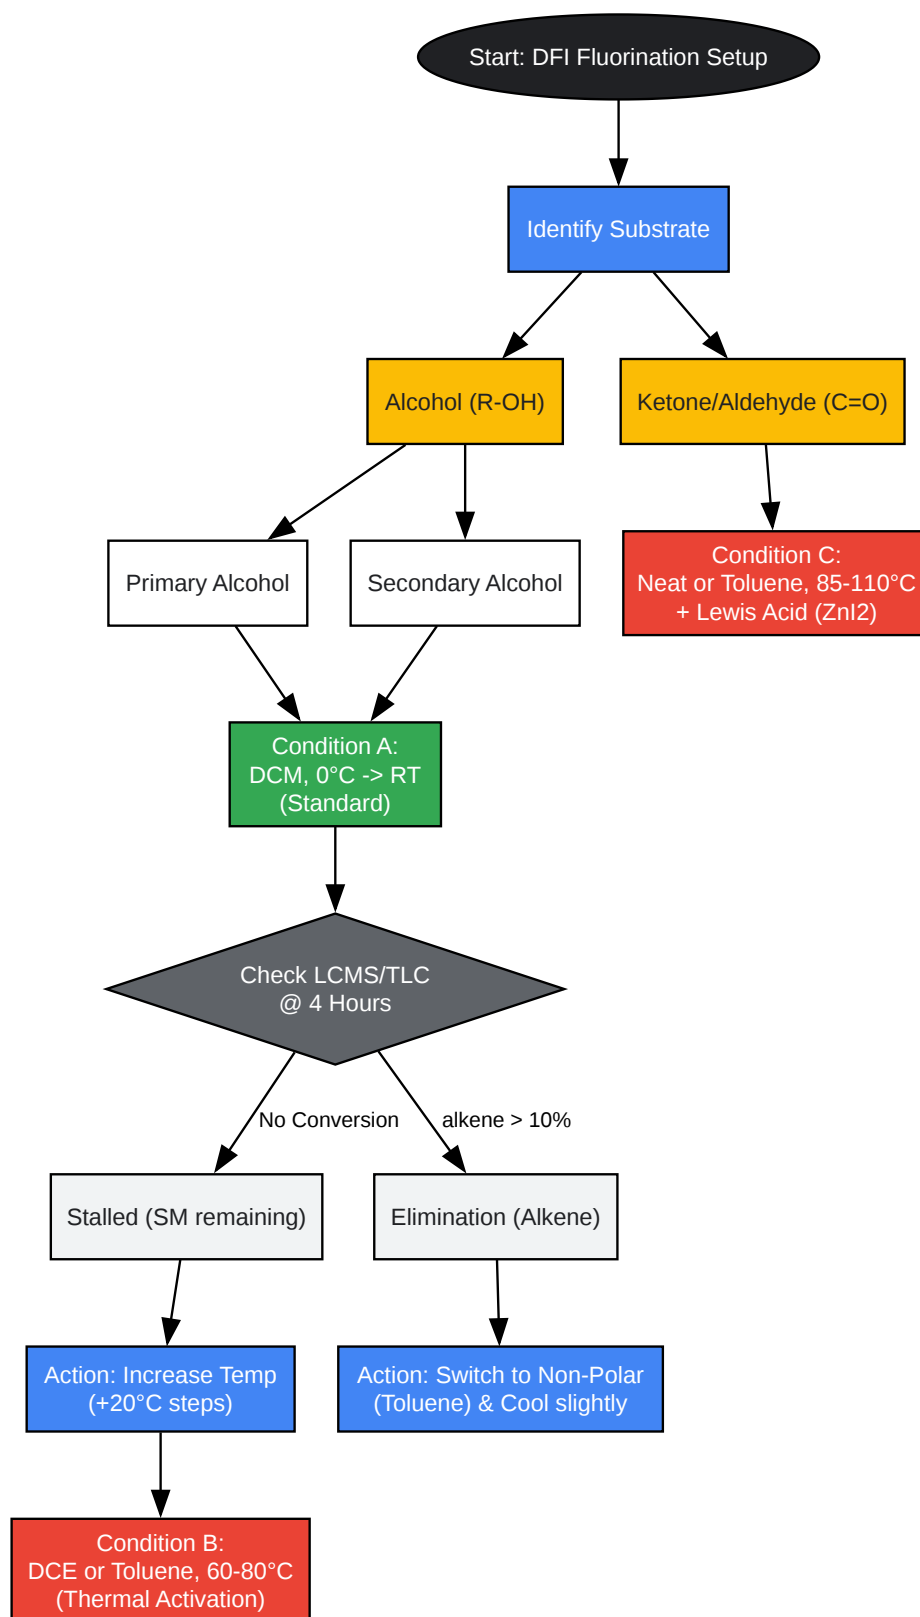 Start: DFI Fluorination Setup
Identify Substrate
Alcohol (R-OH)
Ketone/Aldehyde (C=O)
Primary Alcohol
Secondary Alcohol
Condition C:
Neat or Toluene, 85-110°C
+ Lewis Acid (ZnI2)
Condition A:
DCM, 0°C -> RT
(Standard)
Check LCMS/TLC
@ 4 Hours
No Conversion
alkene > 10%
Stalled (SM remaining)
Elimination (Alkene)
Action: Increase Temp
(+20°C steps)
Action: Switch to Non-Polar
(Toluene) & Cool slightly
Condition B:
DCE or Toluene, 60-80°C
(Thermal Activation)